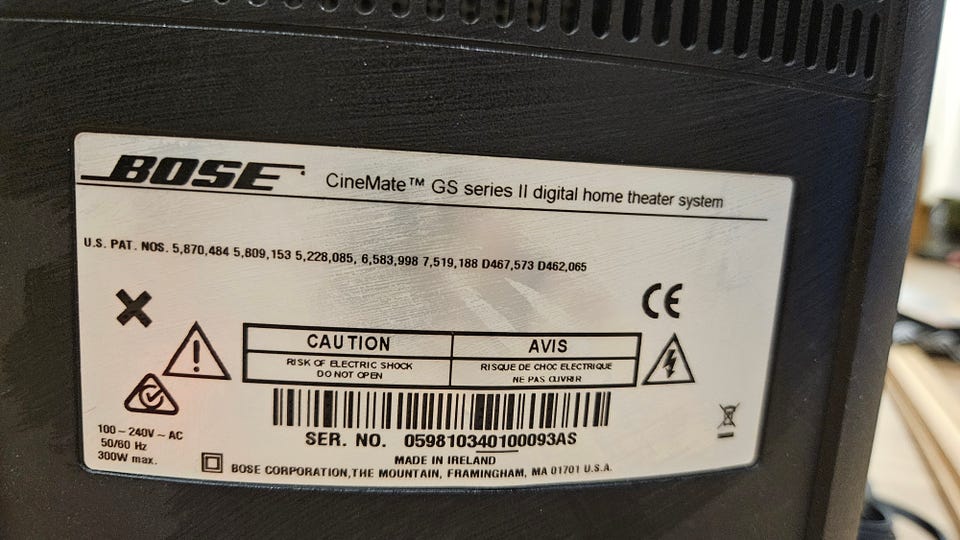 BOSE
CineMate™ GS series II digital home theater system
U.S. PAT. NOS. 5,870,484 5,809,153 5,228,085, 6,583,998 7,519,188 D467,573 D462,065
CE
CAUTION
AVIS
RISK OF ELECTRIC SHOCK
DO NOT OPEN
RISQUE DE CHOC ELECTRIQUE
NE PAS OUVRIR
100-240V ~ AC
50/60 Hz
300W max.
SER. NO. 059810340100093AS
MADE IN IRELAND
BOSE CORPORATION,THE MOUNTAIN, FRAMINGHAM, MA 01701 U.S.A.